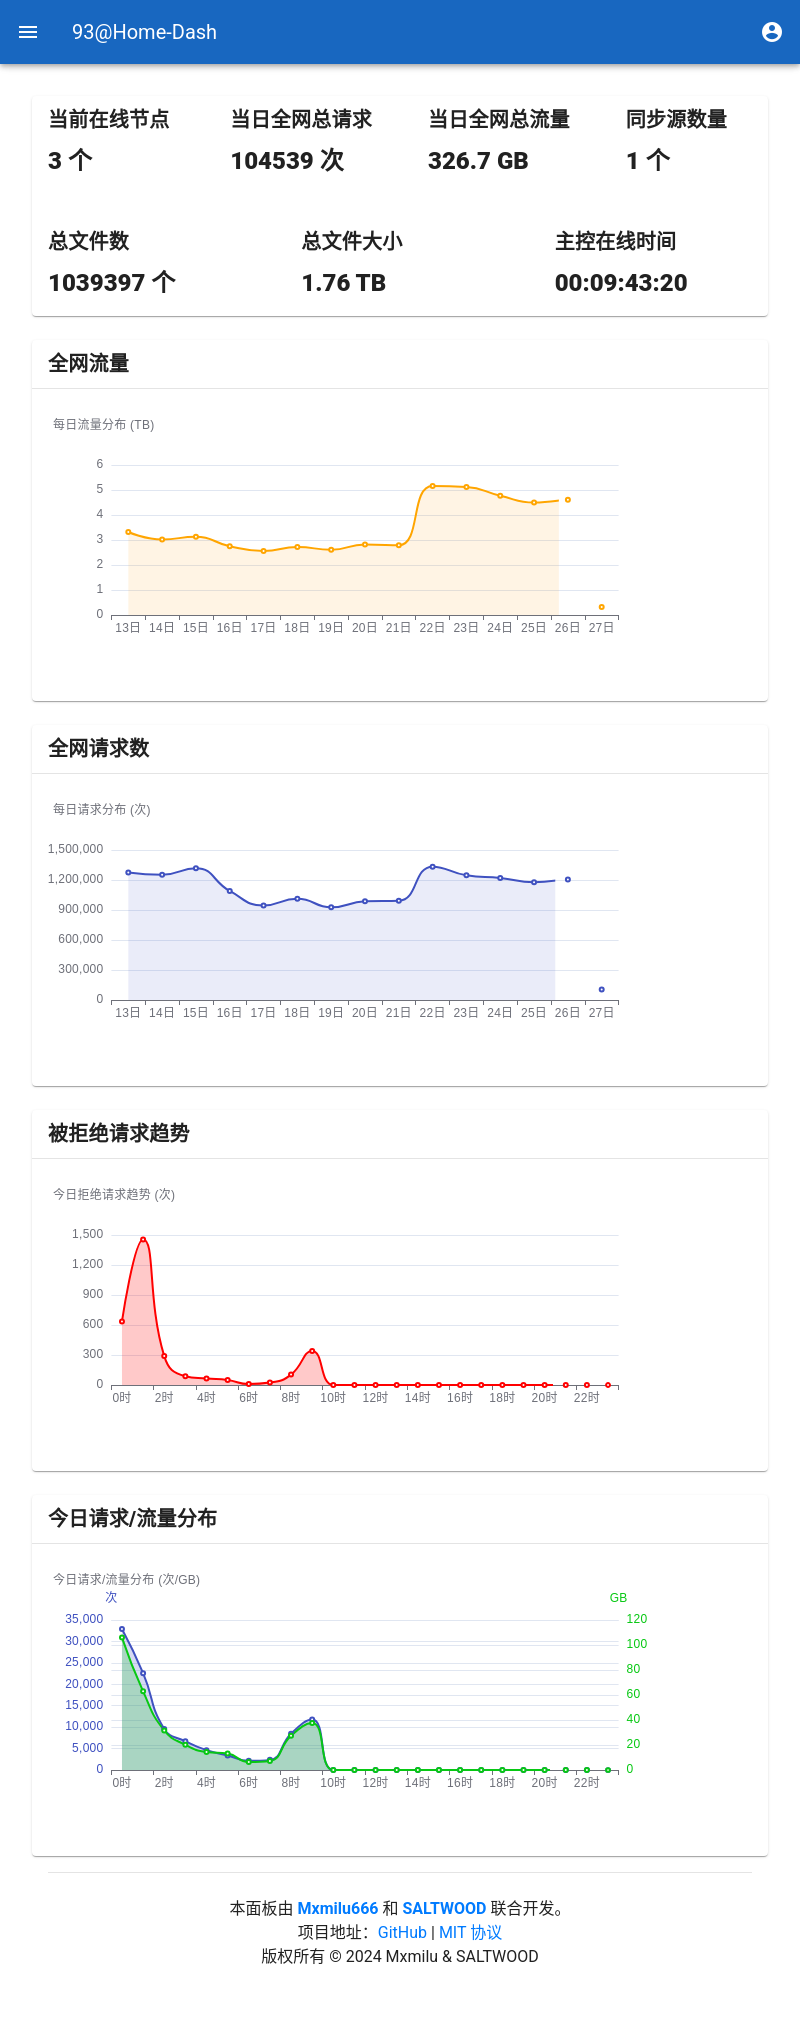 93@Home-Dash
当前在线节点 当日全网总请求 当日全网总流量 同步源数量
3 个 104539 次 326.7 GB 1 个
总文件数 总文件大小 主控在线时间
1039397 个 1.76 TB 00:09:43:20
全网流量
每日流量分布 (TB)
6
5
4
3
2
1
0
13日 14日 15日 16日 17日 18日 19日 20日 21日 22日 23日 24日 25日 26日 27日
全网请求数
每日请求分布 (次)
1,500,000
1,200,000
900,000
600,000
300,000
0
13日 14日 15日 16日 17日 18日 19日 20日 21日 22日 23日 24日 25日 26日 27日
被拒绝请求趋势
今日拒绝请求趋势 (次)
1,500
1,200
900
600
300
0
0时 2时 4时 6时 8时 10时 12时 14时 16时 18时 20时 22时
今日请求/流量分布
今日请求/流量分布 (次/GB)
次 GB
35,000 120
30,000 100
25,000 80
20,000 60
15,000 40
10,000 20
5,000 0
0
0时 2时 4时 6时 8时 10时 12时 14时 16时 18时 20时 22时
本面板由 Mxmilu666 和 SALTWOOD 联合开发。
项目地址：GitHub | MIT 协议
版权所有 © 2024 Mxmilu & SALTWOOD